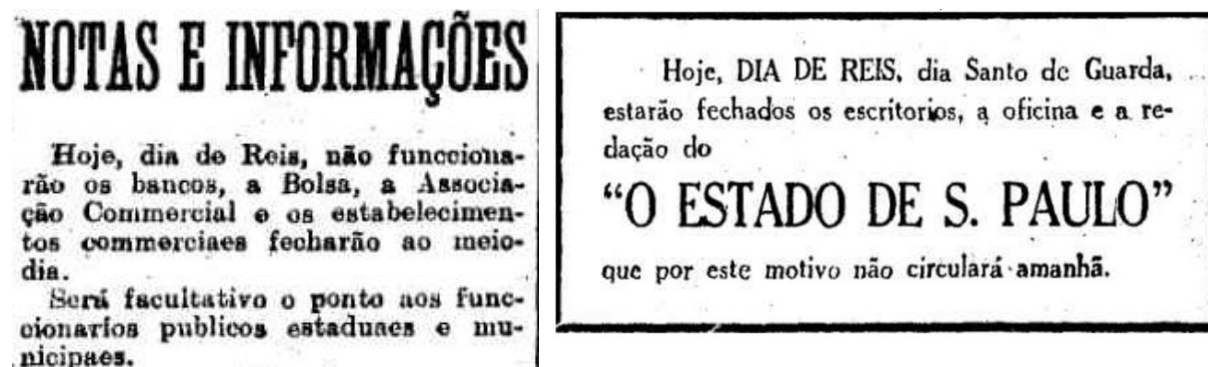 NOTAS E INFORMAÇÕES
Hoje, dia de Reis, não funcciona-
rão os bancos, a Bolsa, a Associa-
ção Commercial e os estabelecimen-
tos commerciaes fecharão ao meio-
dia.
Será facultativo o ponto aos func-
cionarios publicos estaduaes e mu-
nicipaes.
Hoje, DIA DE REIS, dia Santo de Guarda,
estarão fechados os escritorios, a oficina e a re-
dação do
“O ESTADO DE S. PAULO”
que por este motivo não circulará amanhã.